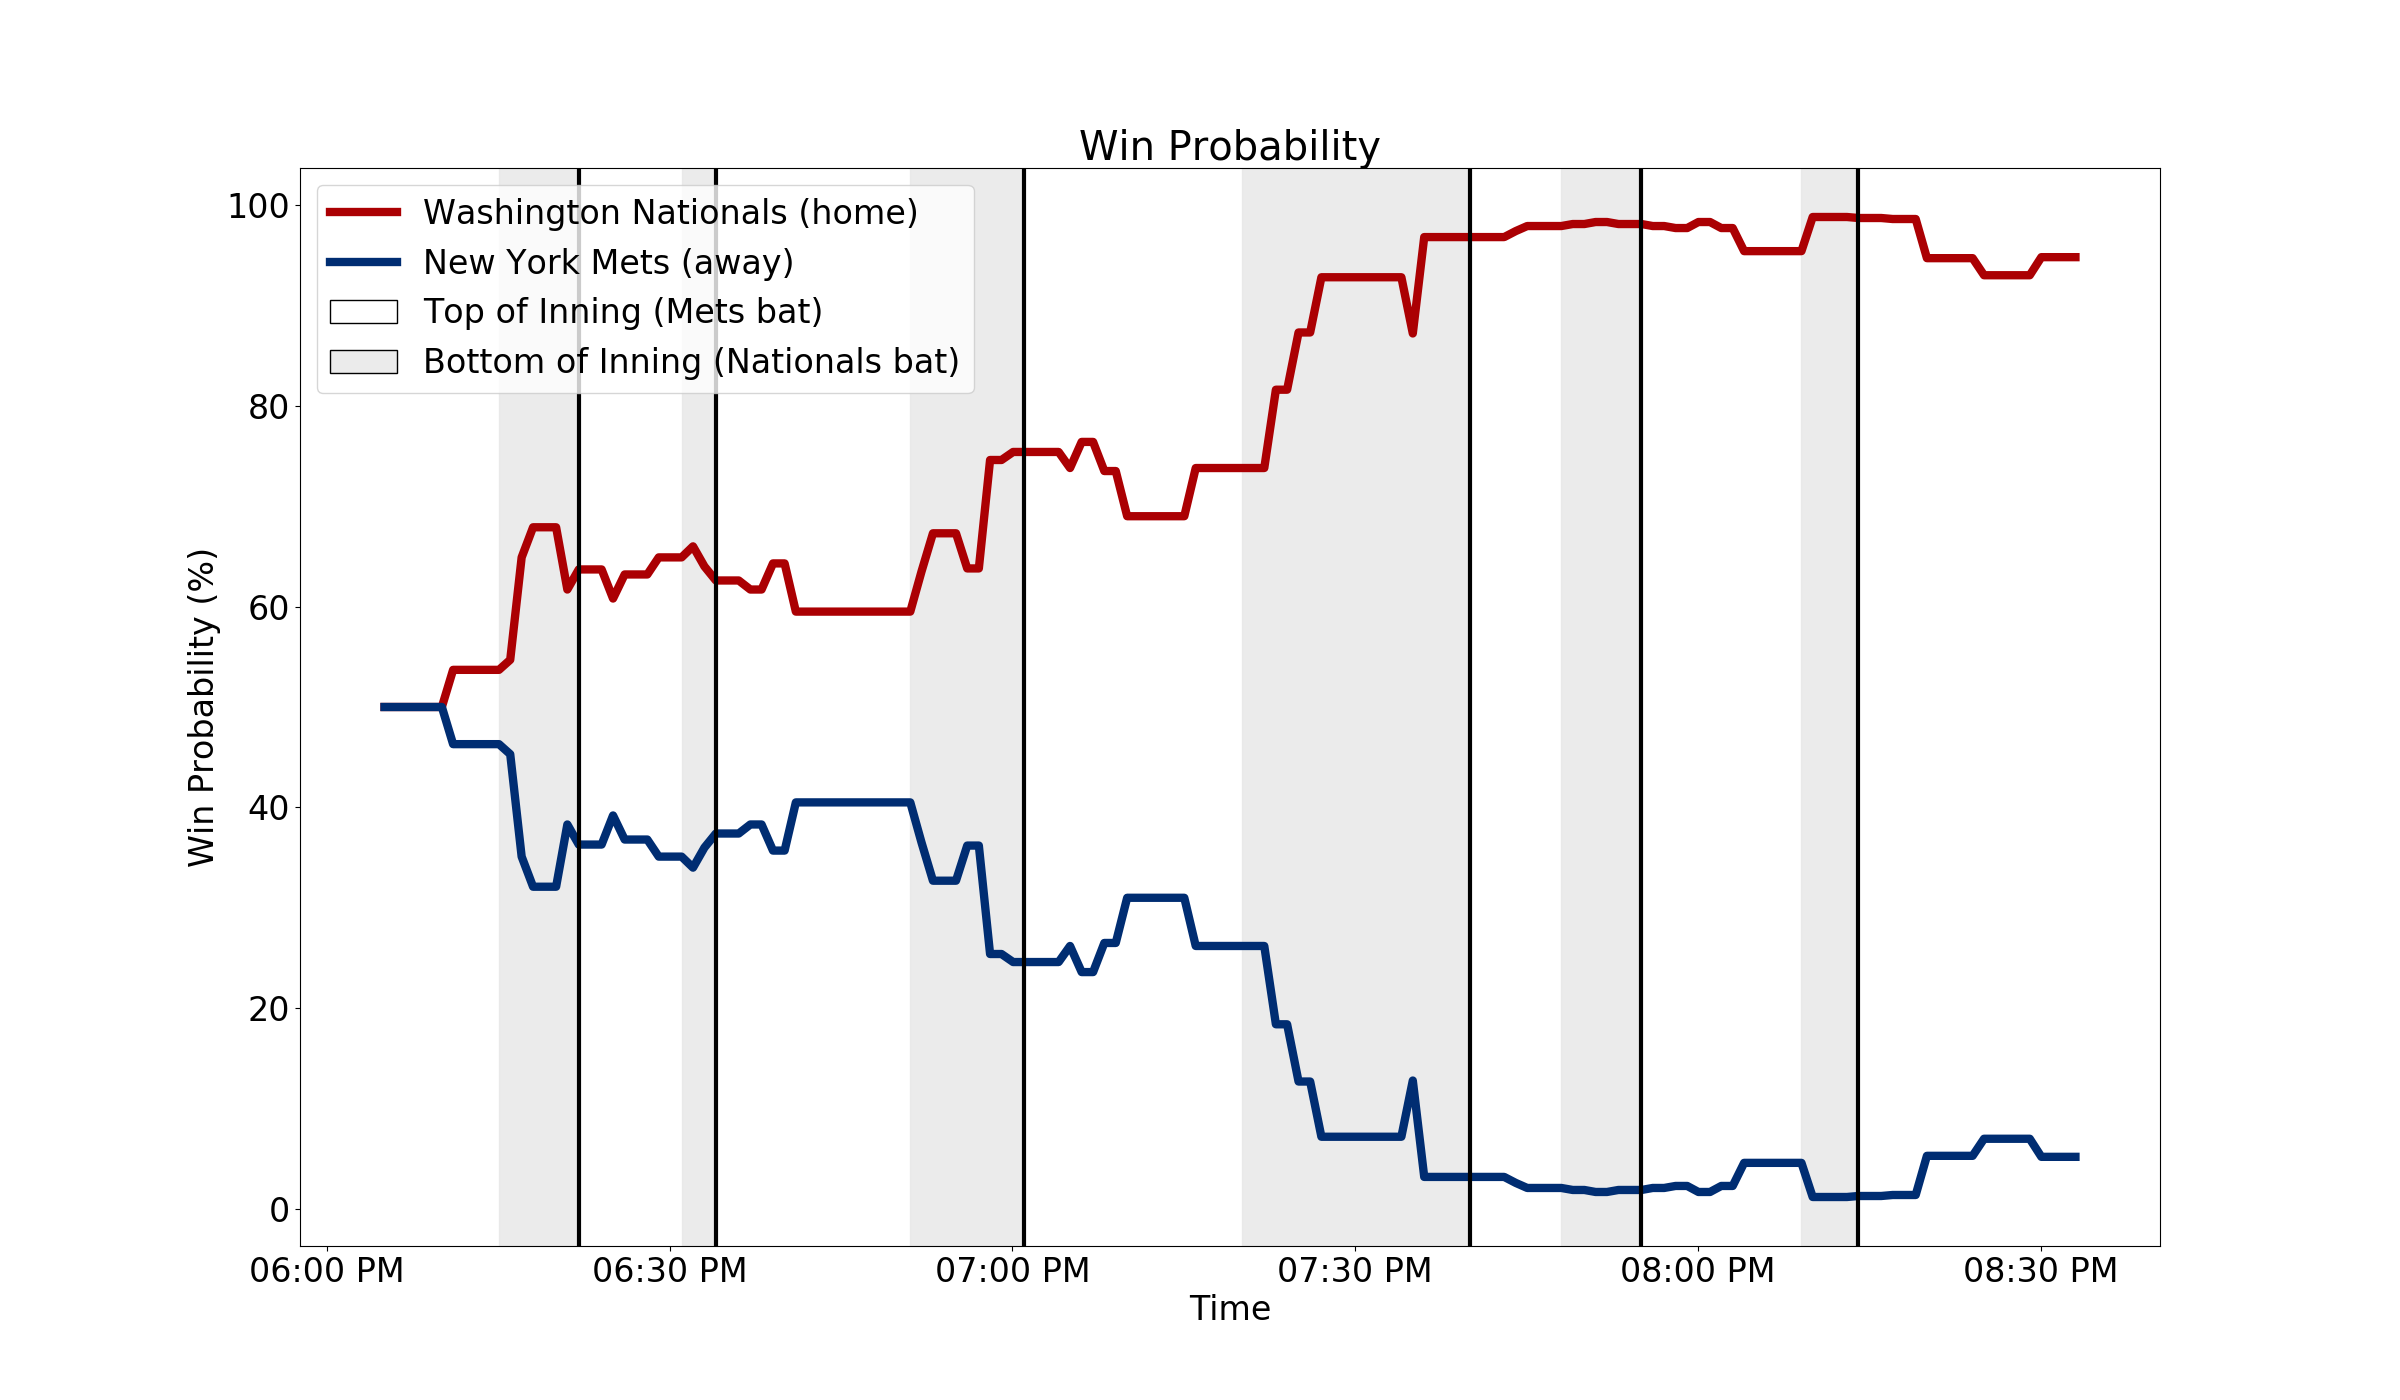 Win Probability
Washington Nationals (home)
New York Mets (away)
Top of Inning (Mets bat)
Bottom of Inning (Nationals bat)
100
80
60
40
20
0
Win Probability (%)
06:00 PM 06:30 PM 07:00 PM 07:30 PM 08:00 PM 08:30 PM
Time